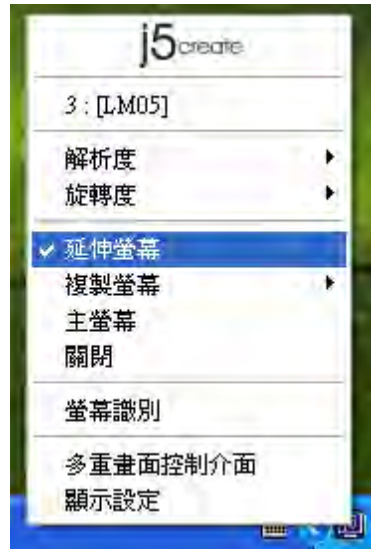 j5create
3 : [LM05]
解析度
旋轉度
延伸螢幕
複製螢幕
主螢幕
關閉
螢幕識別
多重畫面控制介面
顯示設定